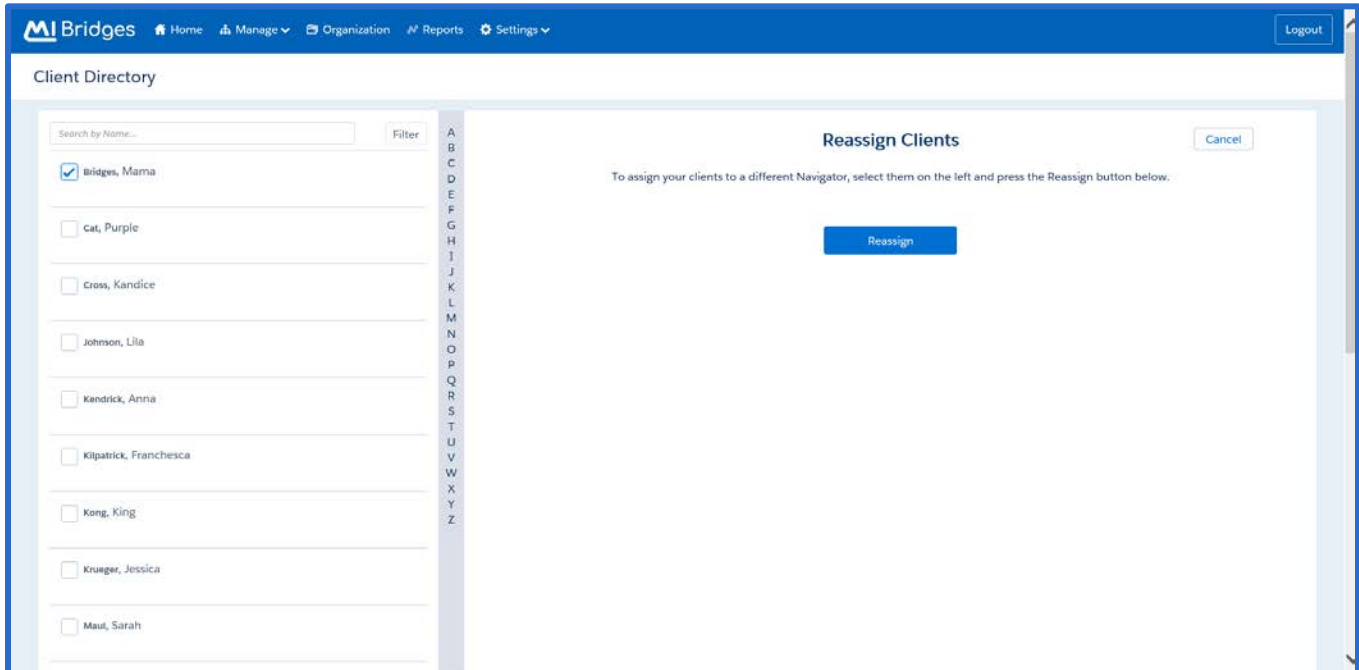 MI Bridges Home Manage Organization Reports Settings Logout
Client Directory
Search by Name... Filter
Bridges, Mama
Cat, Purple
Cross, Kandice
Johnson, Lila
Kendrick, Anna
Kilpatrick, Franchesca
Kong, King
Krueger, Jessica
Maul, Sarah
A
B
C
D
E
F
G
H
I
J
K
L
M
N
O
P
Q
R
S
T
U
V
W
X
Y
Z
Reassign Clients Cancel
To assign your clients to a different Navigator, select them on the left and press the Reassign button below.
Reassign